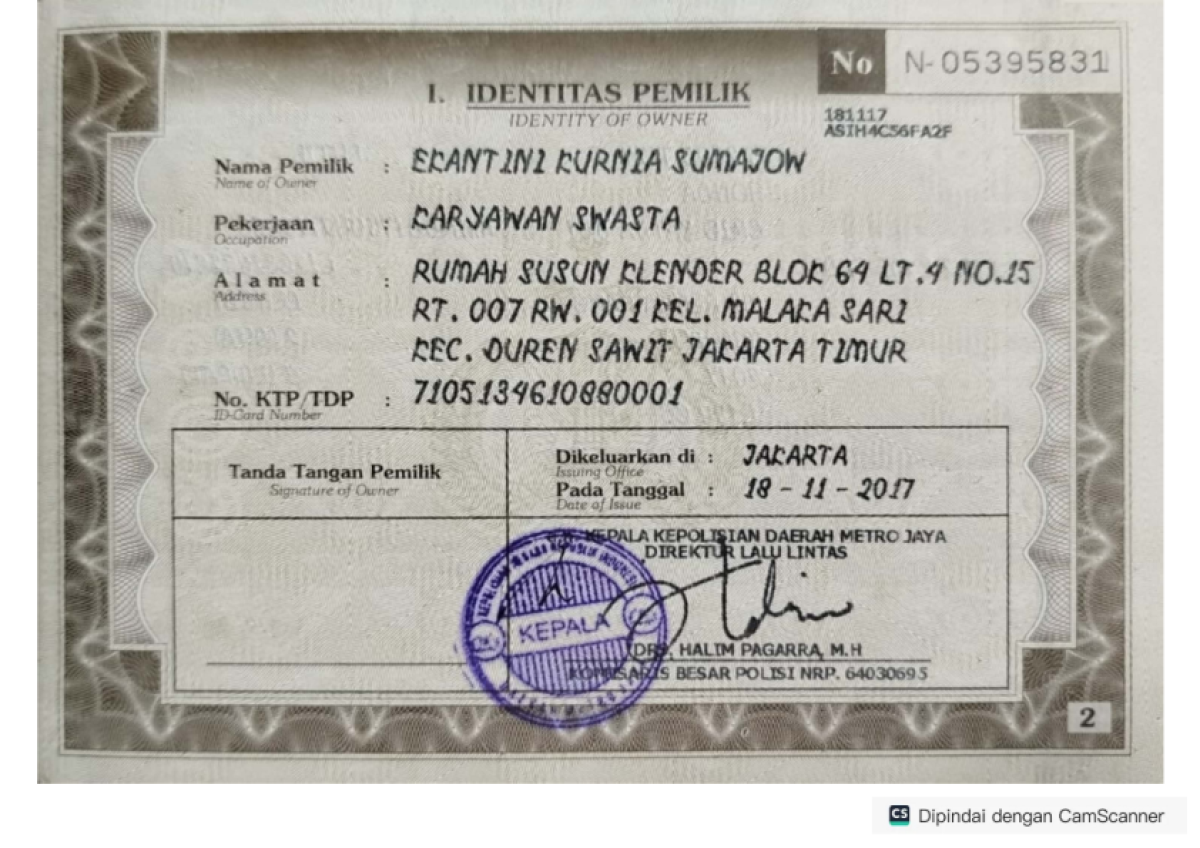 No N-05395831
I. IDENTITAS PEMILIK
IDENTITY OF OWNER
181117
ASIH4C56FA2F
Nama Pemilik : EKANTINI KURNIA SUMAJOW
Name of Owner
Pekerjaan : KARYAWAN SWASTA
Occupation
Alamat : RUMAH SUSUN KLENDER BLOK 64 LT.4 NO.15
Address
RT. 007 RW. 001 KEL. MALAKA SARI
KEC. DUREN SAWIT JAKARTA TIMUR
No. KTP/TDP : 7105134610880001
ID-Card Number
Tanda Tangan Pemilik
Signature of Owner
Dikeluarkan di : JAKARTA
Issuing Office
Pada Tanggal : 18 - 11 - 2017
Date of Issue
KEPALA KEPOLISIAN DAERAH METRO JAYA
DIREKTUR LALU LINTAS
KEPALA
DRS. HALIM PAGARRA, M.H
KOMISARIS BESAR POLISI NRP. 64030695
2
CS Dipindai dengan CamScanner